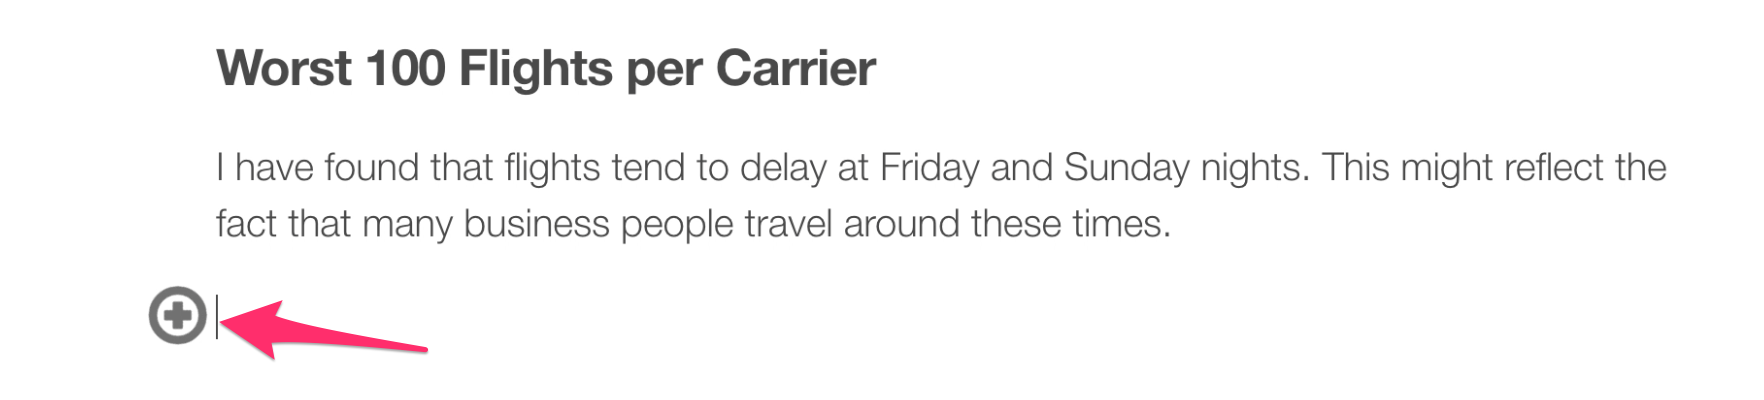 Worst 100 Flights per Carrier
I have found that flights tend to delay at Friday and Sunday nights. This might reflect the
fact that many business people travel around these times.